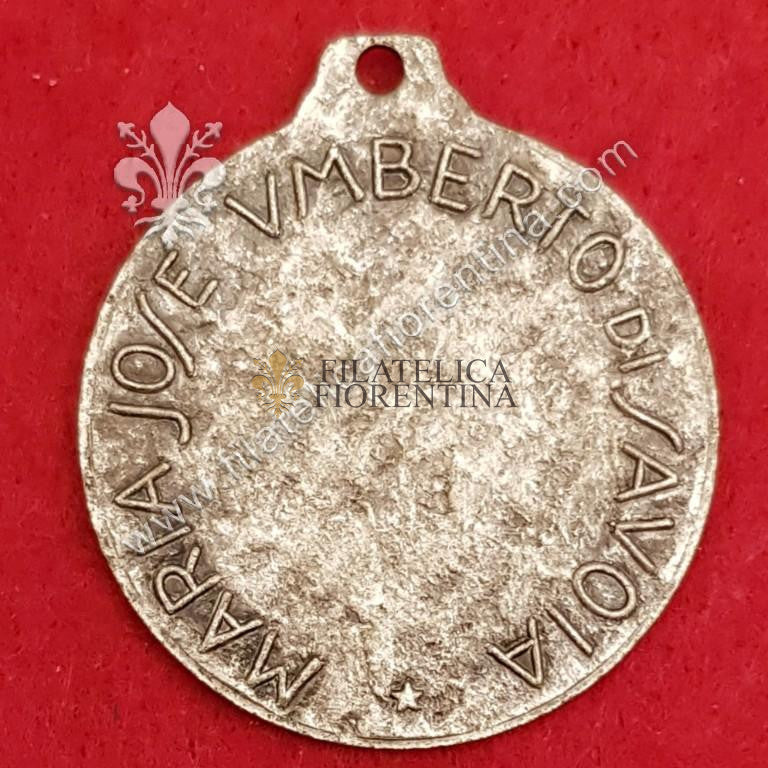 MARIA JOSE VMBERTO DI SAVOIA
FILATELICA
FIORENTINA
www.filatelicafiorentina.com